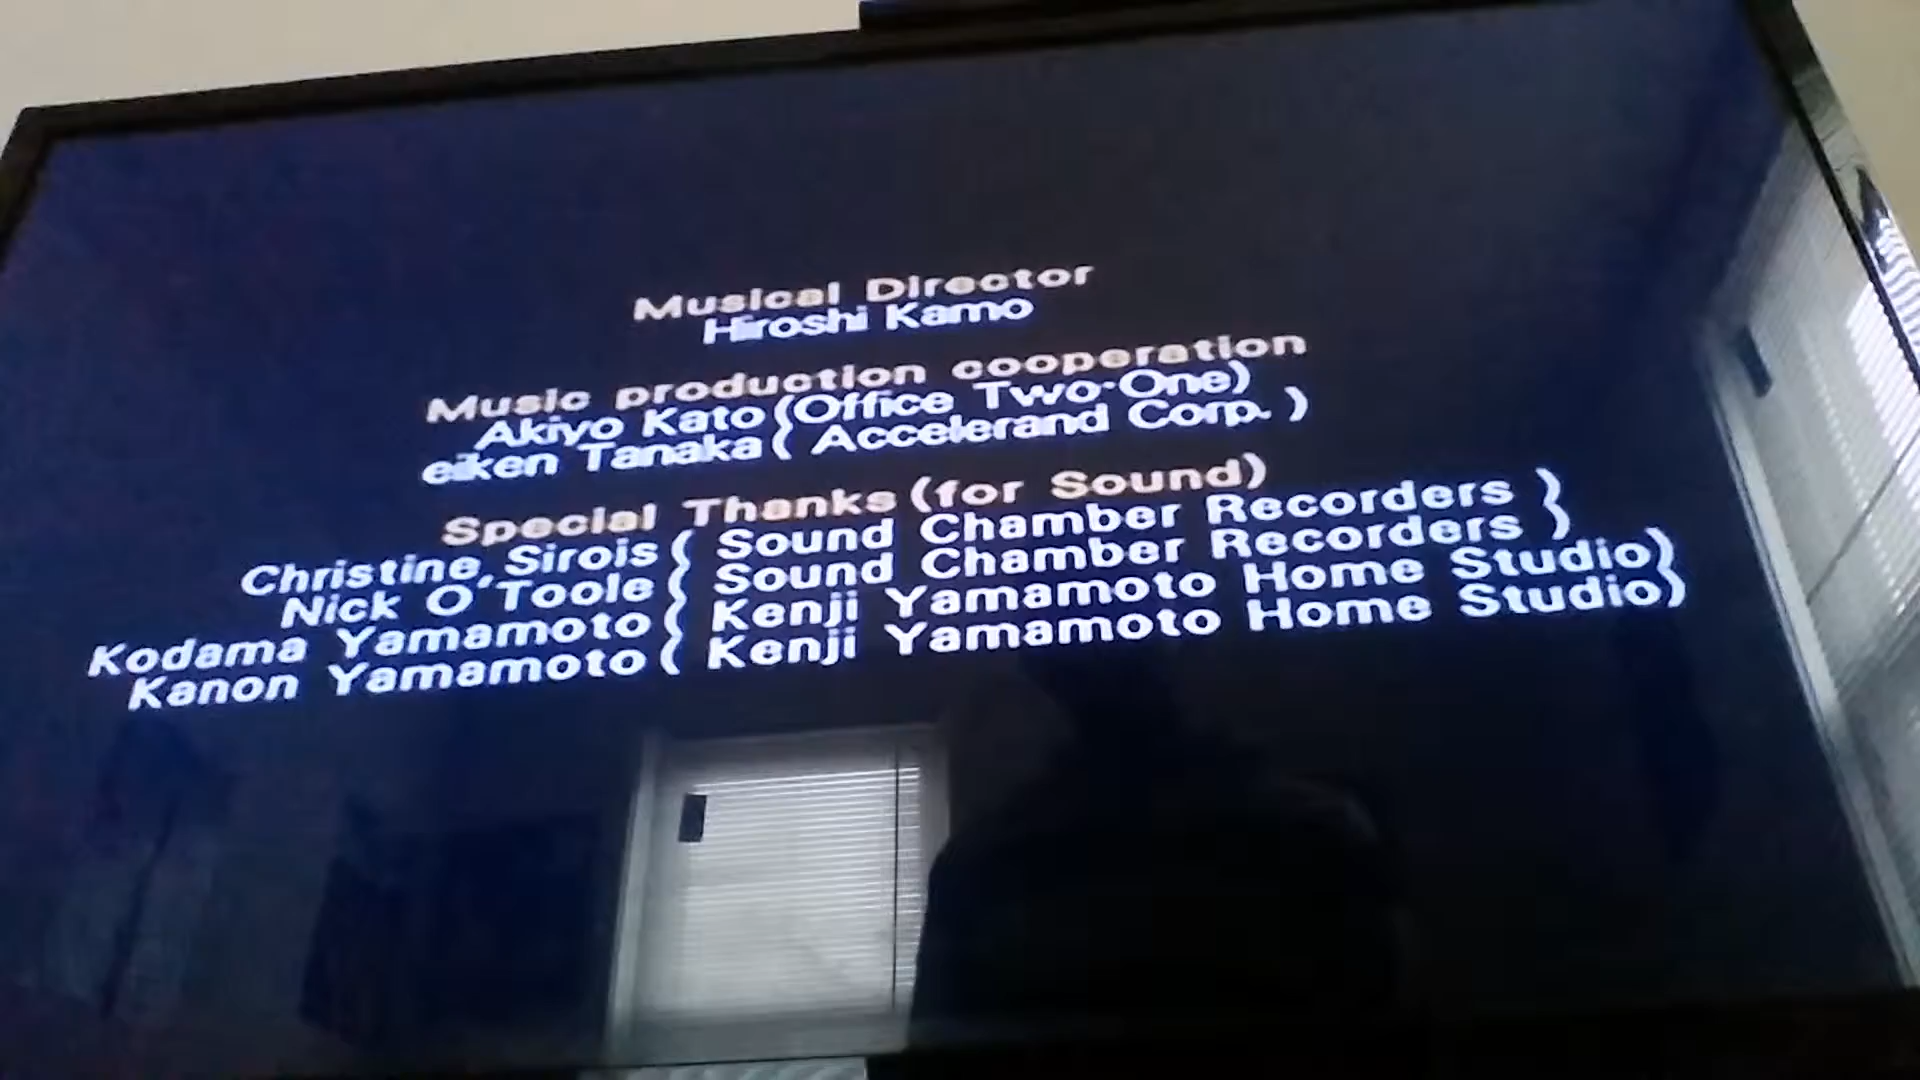 Musical Director
Hiroshi Kamo
Music production cooperation
Akiyo Kato (Office Two-One)
eiken Tanaka ( Accelerand Corp. )
Special Thanks (for Sound)
Christine Sirois ( Sound Chamber Recorders )
Nick O'Toole ( Sound Chamber Recorders )
Kodama Yamamoto ( Kenji Yamamoto Home Studio)
Kanon Yamamoto ( Kenji Yamamoto Home Studio)